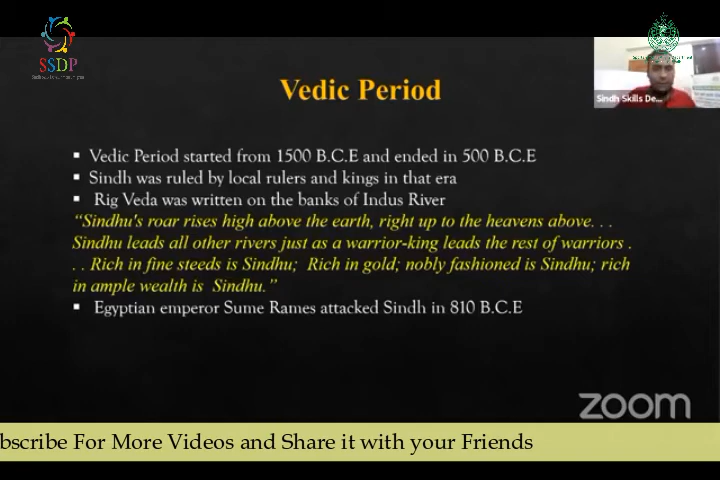 SSDP
Vedic Period
Sindh Skills De...
▪ Vedic Period started from 1500 B.C.E and ended in 500 B.C.E
▪ Sindh was ruled by local rulers and kings in that era
▪ Rig Veda was written on the banks of Indus River
“Sindhu's roar rises high above the earth, right up to the heavens above. . .
Sindhu leads all other rivers just as a warrior-king leads the rest of warriors .
. . Rich in fine steeds is Sindhu; Rich in gold; nobly fashioned is Sindhu; rich
in ample wealth is Sindhu.”
▪ Egyptian emperor Sume Rames attacked Sindh in 810 B.C.E
zoom
bscribe For More Videos and Share it with your Friends